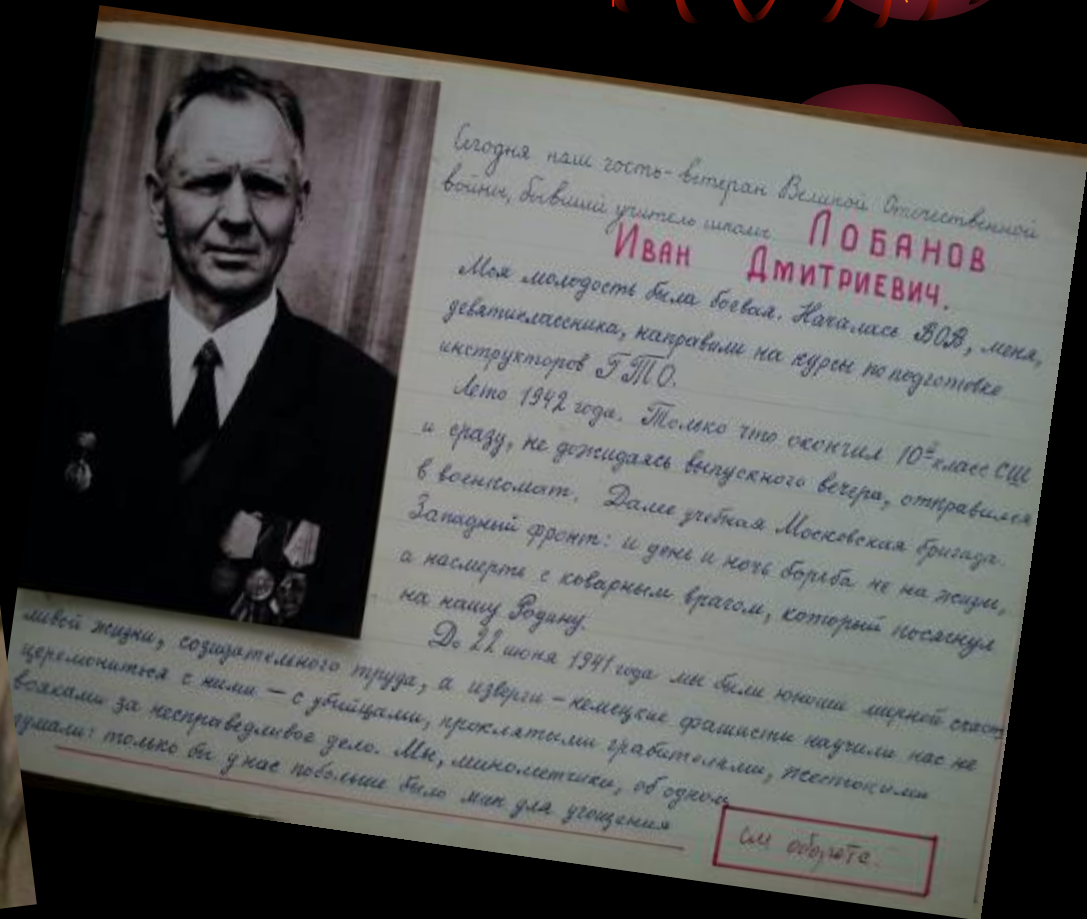 Сегодня наш гость- ветеран Великой Отечественной
войны, бывший учитель школы ЛОБАНОВ
ИВАН ДМИТРИЕВИЧ.
Моя молодость была боевая. Началась ВОВ, меня,
девятиклассника, направили на курсы по подготовке
инструкторов ГТО.
Лето 1942 года. Только что окончил 10й класс СШ
и сразу, не дожидаясь выпускного вечера, отправился
в военкомат. Далее учебная Московская бригада.
Западный фронт: и день и ночь борьба не на жизнь,
а насмерть с коварным врагом, который посягнул
на нашу Родину.
До 22 июня 1941 года мы были юноши мирной счаст
ливой жизни, созидательного труда, а изверги – немецкие фашисты научили нас не
церемониться с ними — с убийцами, проклятыми грабителями, жестокими
вояками за несправедливое дело. Мы, минометчики, об одном
думали: только бы у нас побольше было мин для угощения
см оборота.